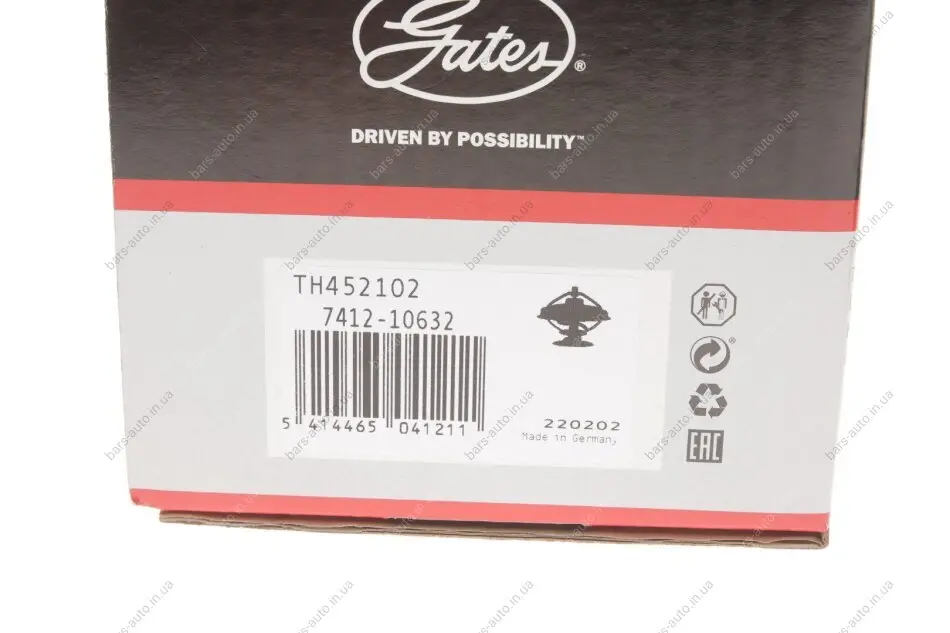 Gates®
DRIVEN BY POSSIBILITY™
TH452102
7412-10632
5 414465 041211
220202
Made in Germany
EAC
bars-auto.in.ua